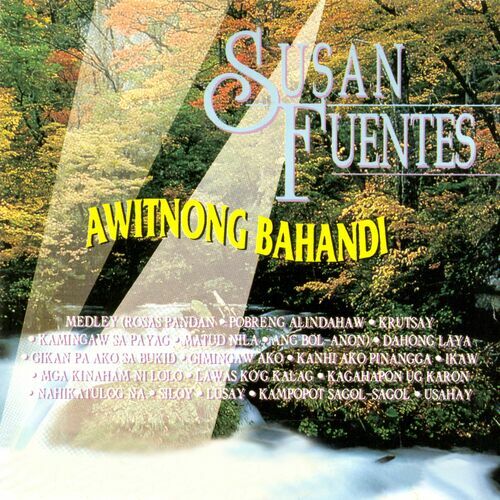 SUSAN
FUENTES
AWITNONG BAHANDI
MEDLEY (ROSAS PANDAN • POBRENG ALINDAHAW • KRUTSAY
• KAMINGAW SA PAYAG • MATUD NILA • ANG BOL-ANON) • DAHONG LAYA
• GIKAN PA AKO SA BUKID • GIMINGAW AKO • KANHI AKO PINANGGA • IKAW
• MGA KINAHAM NI LOLO • LAWAS KO'G KALAG • KAGAHAPON UG KARON
• NAHIKATULOG NA • SILOY • LUSAY • KAMPOPOT SAGOL-SAGOL • USAHAY